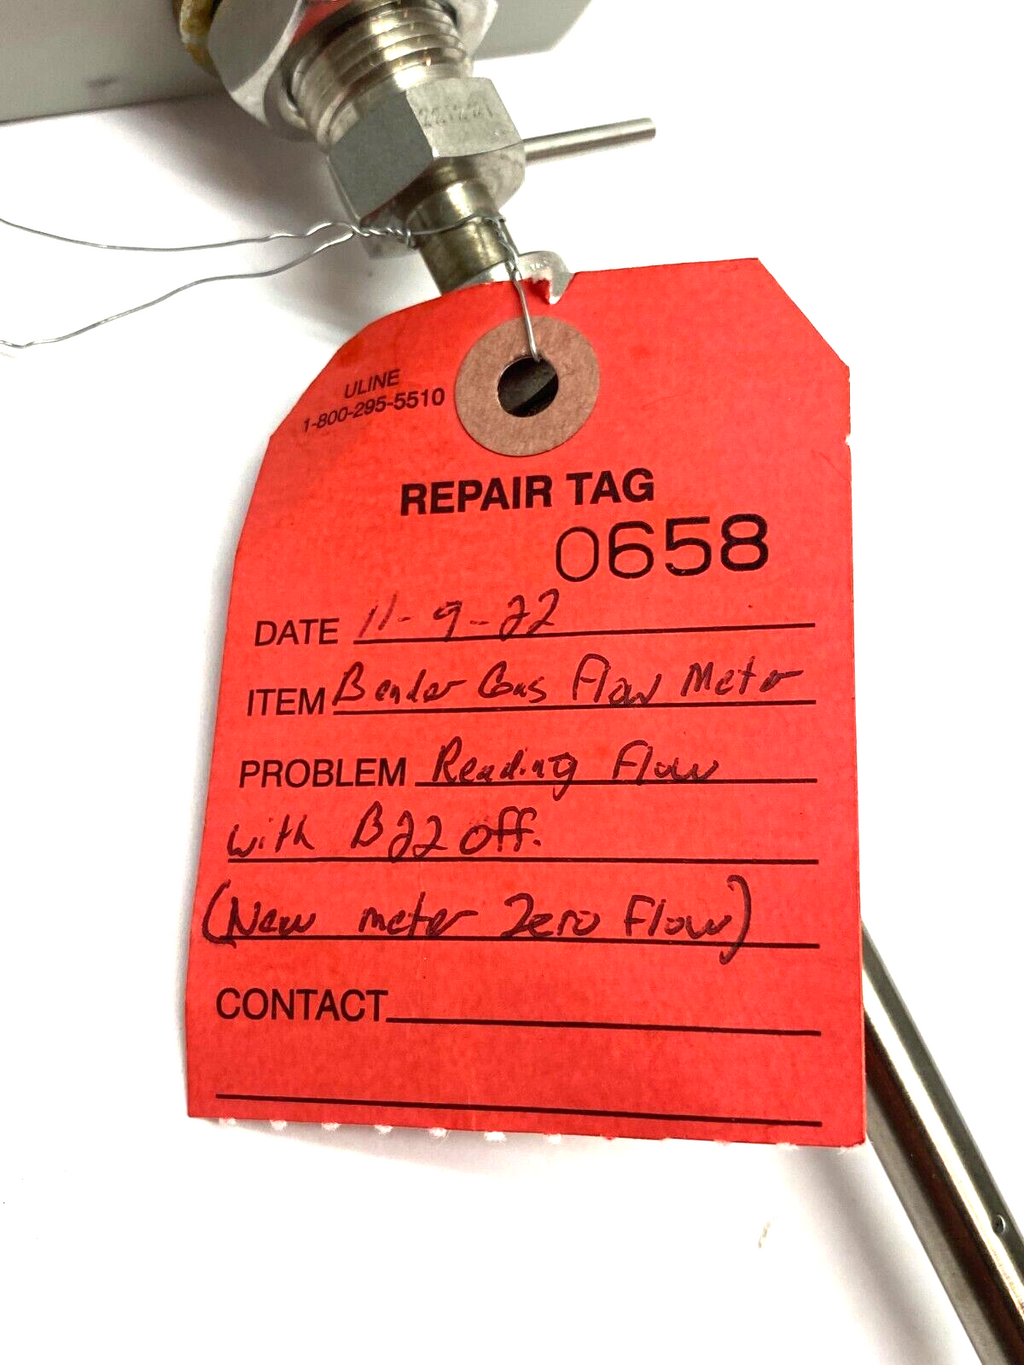 ULINE
1-800-295-5510
REPAIR TAG
0658
DATE 11-9-22
ITEM Bender Gas Flow Meter
PROBLEM Reading Flow
with B22 off.
(New meter Zero Flow)
CONTACT